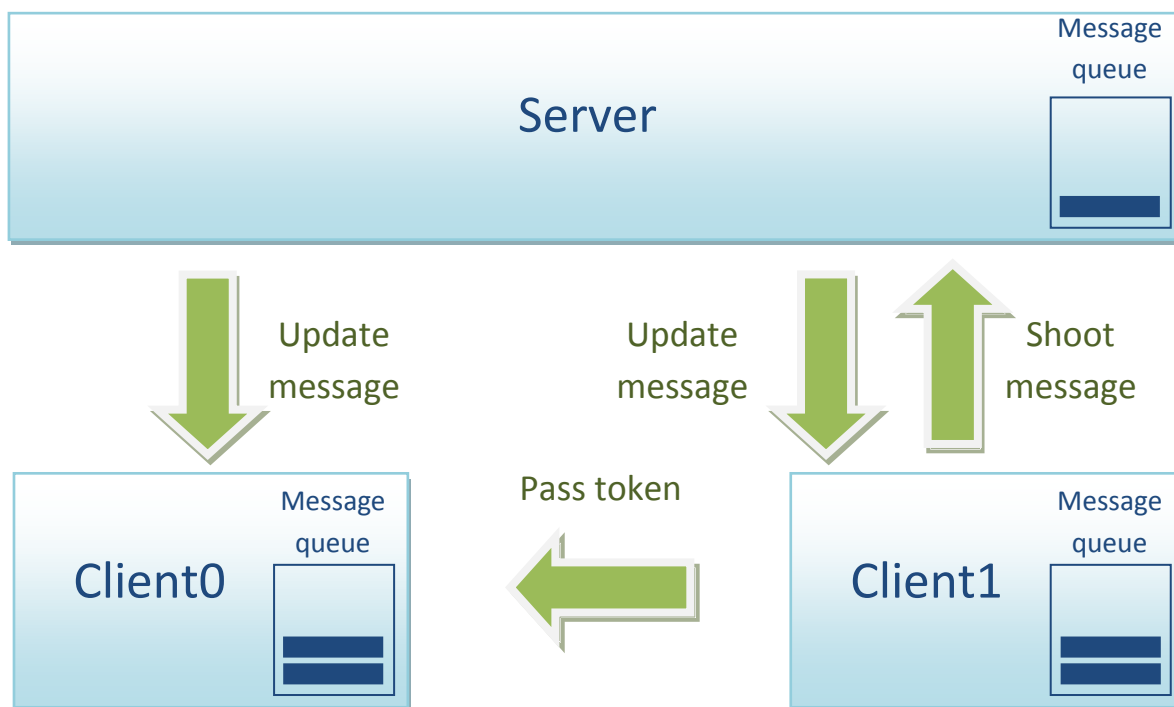 Message
queue
Server
Update
message
Update
message
Shoot
message
Pass token
Message
queue
Client0
Message
queue
Client1